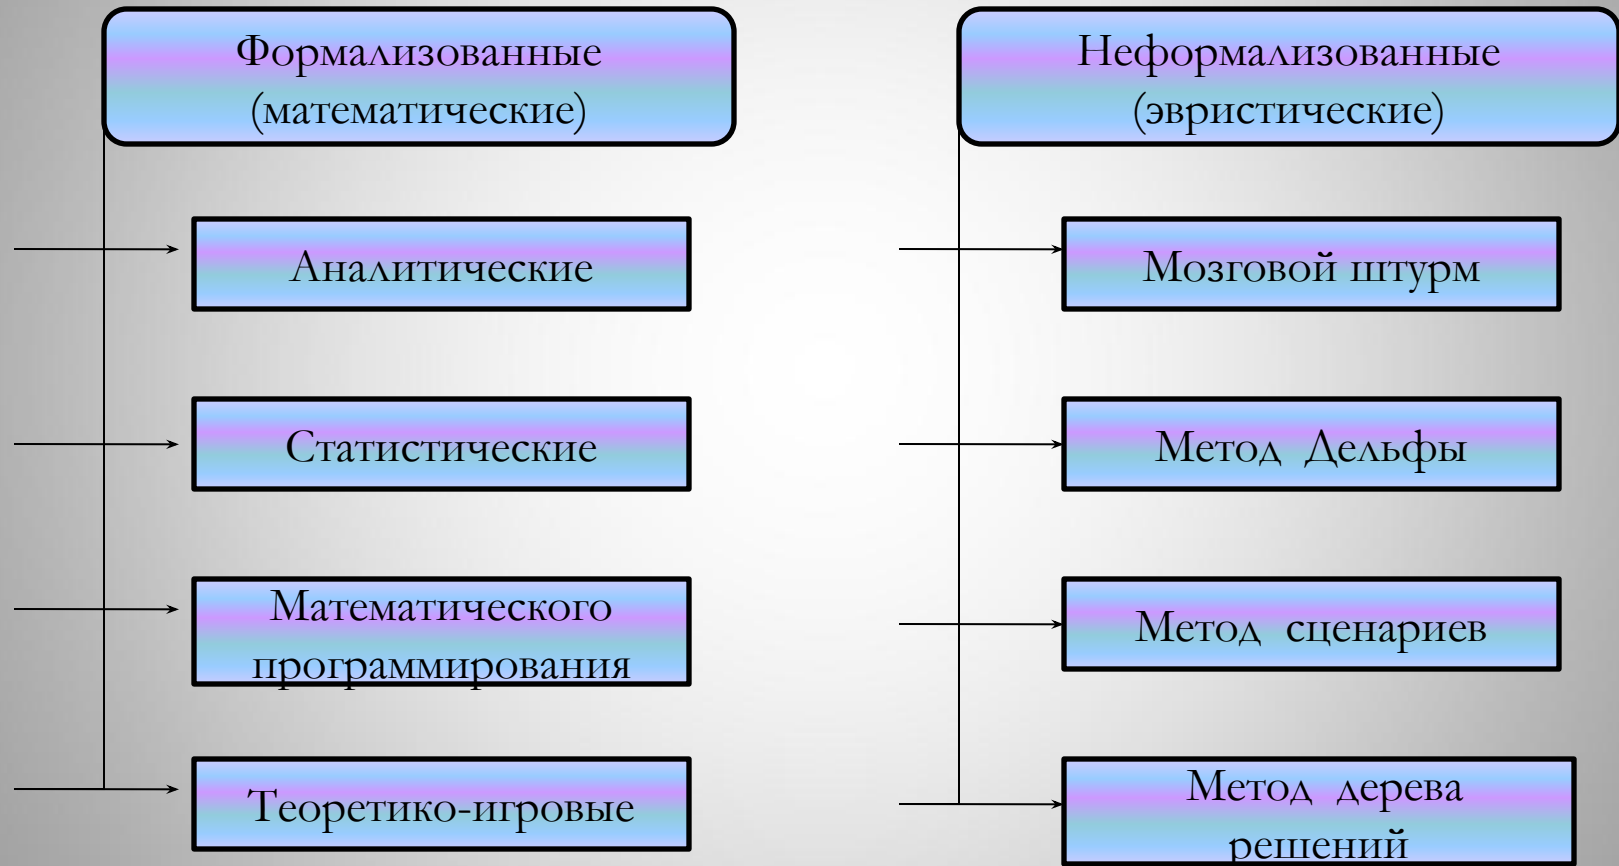 Формализованные
(математические)
Аналитические
Статистические
Математического
программирования
Теоретико-игровые
Неформализованные
(эвристические)
Мозговой штурм
Метод Дельфы
Метод сценариев
Метод дерева
решений